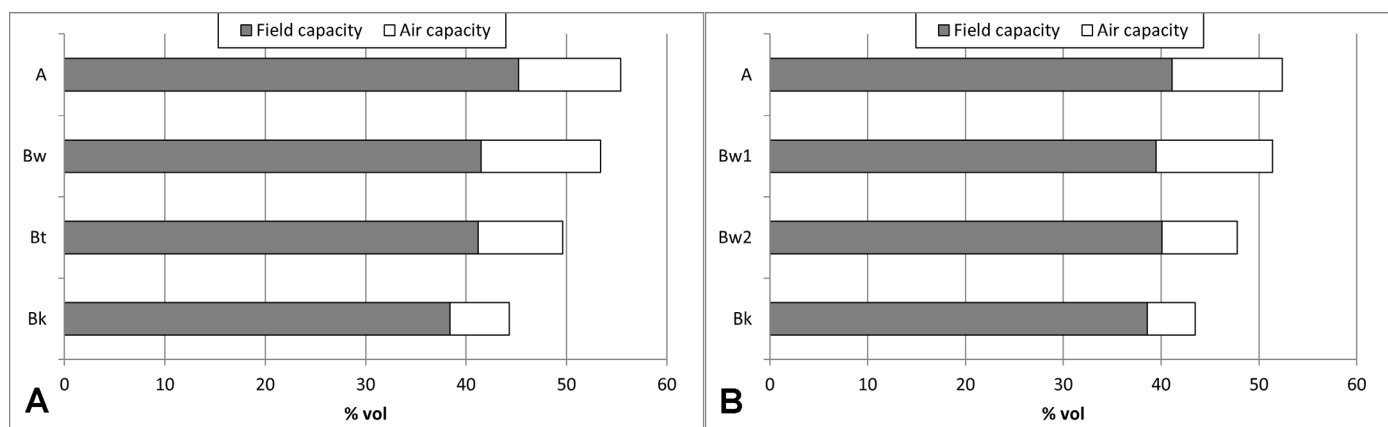 Field capacity Air capacity
A
Bw
Bt
Bk
0 10 20 30 40 50 60
% vol
A
Field capacity Air capacity
A
Bw1
Bw2
Bk
0 10 20 30 40 50 60
% vol
B